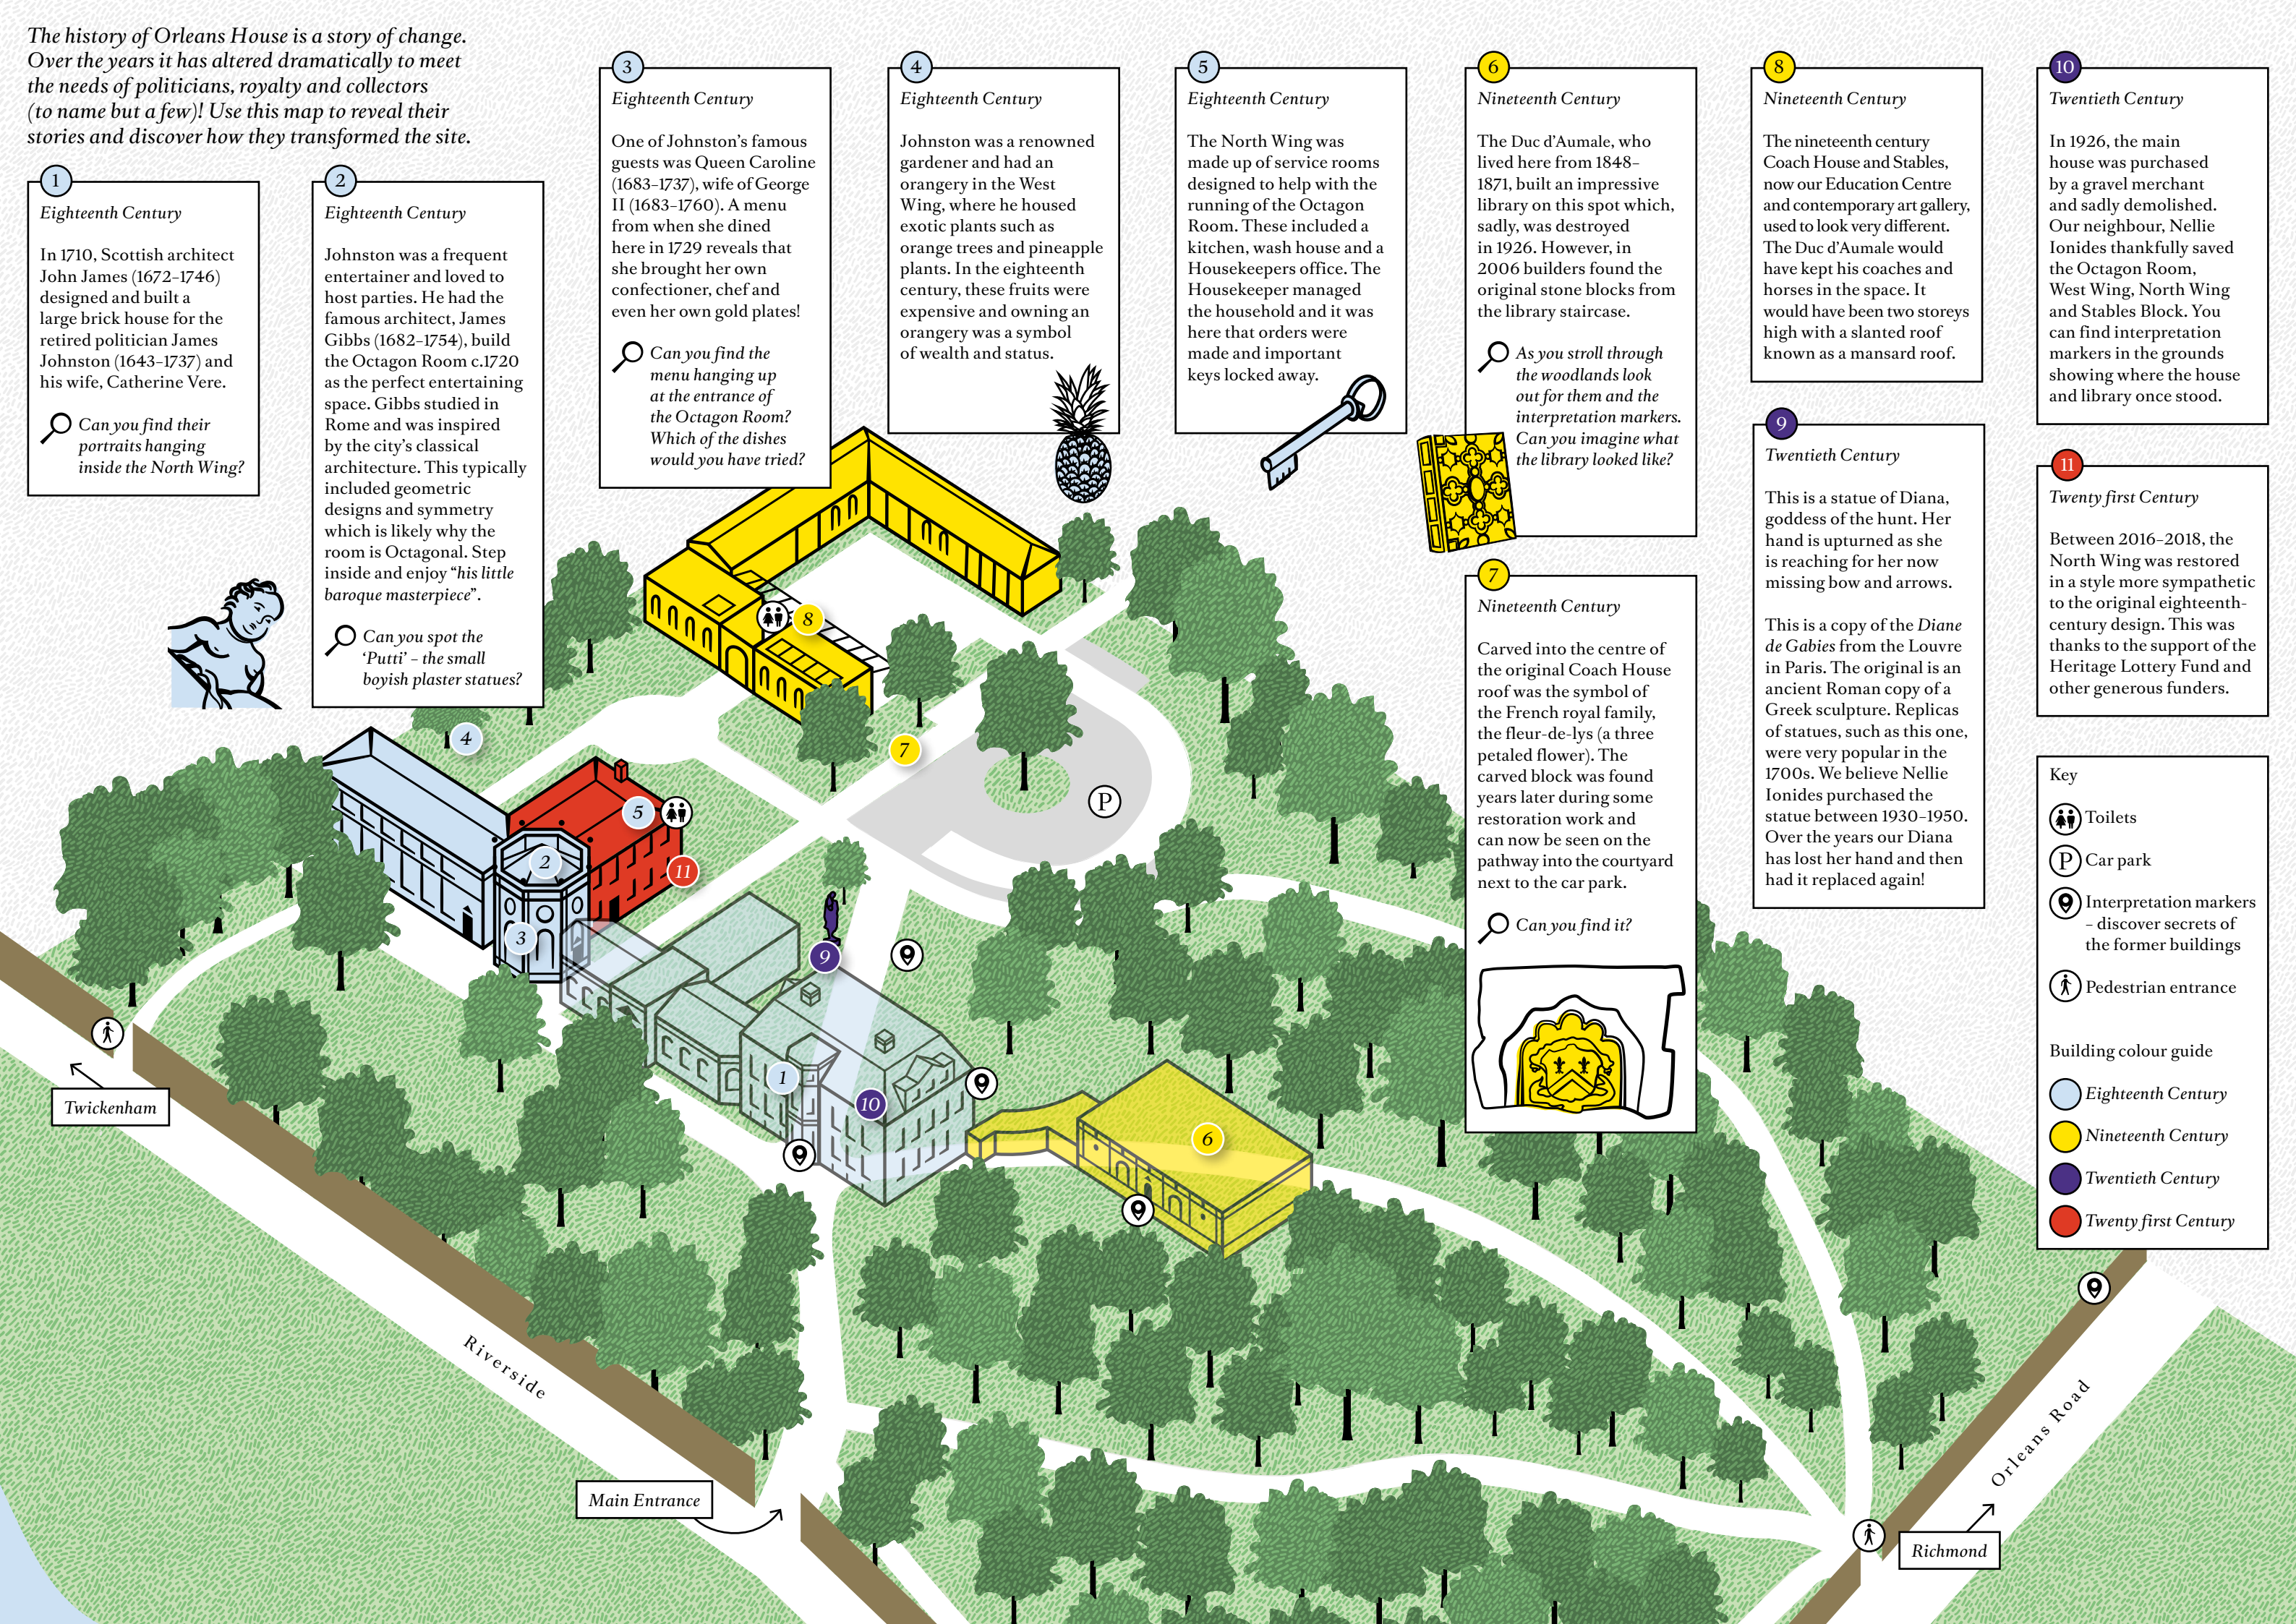 The history of Orleans House is a story of change.
Over the years it has altered dramatically to meet
the needs of politicians, royalty and collectors
(to name but a few)! Use this map to reveal their
stories and discover how they transformed the site.
1
Eighteenth Century
In 1710, Scottish architect
John James (1672–1746)
designed and built a
large brick house for the
retired politician James
Johnston (1643–1737) and
his wife, Catherine Vere.
Can you find their
portraits hanging
inside the North Wing?
2
Eighteenth Century
Johnston was a frequent
entertainer and loved to
host parties. He had the
famous architect, James
Gibbs (1682–1754), build
the Octagon Room c.1720
as the perfect entertaining
space. Gibbs studied in
Rome and was inspired
by the city's classical
architecture. This typically
included geometric
designs and symmetry
which is likely why the
room is Octagonal. Step
inside and enjoy “his little
baroque masterpiece”.
Can you spot the
‘Putti’ – the small
boyish plaster statues?
3
Eighteenth Century
One of Johnston's famous
guests was Queen Caroline
(1683–1737), wife of George
II (1683–1760). A menu
from when she dined
here in 1729 reveals that
she brought her own
confectioner, chef and
even her own gold plates!
Can you find the
menu hanging up
at the entrance of
the Octagon Room?
Which of the dishes
would you have tried?
4
Eighteenth Century
Johnston was a renowned
gardener and had an
orangery in the West
Wing, where he housed
exotic plants such as
orange trees and pineapple
plants. In the eighteenth
century, these fruits were
expensive and owning an
orangery was a symbol
of wealth and status.
5
Eighteenth Century
The North Wing was
made up of service rooms
designed to help with the
running of the Octagon
Room. These included a
kitchen, wash house and a
Housekeepers office. The
Housekeeper managed
the household and it was
here that orders were
made and important
keys locked away.
6
Nineteenth Century
The Duc d'Aumale, who
lived here from 1848–
1871, built an impressive
library on this spot which,
sadly, was destroyed
in 1926. However, in
2006 builders found the
original stone blocks from
the library staircase.
As you stroll through
the woodlands look
out for them and the
interpretation markers.
Can you imagine what
the library looked like?
7
Nineteenth Century
Carved into the centre of
the original Coach House
roof was the symbol of
the French royal family,
the fleur-de-lys (a three
petaled flower). The
carved block was found
years later during some
restoration work and
can now be seen on the
pathway into the courtyard
next to the car park.
Can you find it?
8
Nineteenth Century
The nineteenth century
Coach House and Stables,
now our Education Centre
and contemporary art gallery,
used to look very different.
The Duc d'Aumale would
have kept his coaches and
horses in the space. It
would have been two storeys
high with a slanted roof
known as a mansard roof.
9
Twentieth Century
This is a statue of Diana,
goddess of the hunt. Her
hand is upturned as she
is reaching for her now
missing bow and arrows.
This is a copy of the Diane
de Gabies from the Louvre
in Paris. The original is an
ancient Roman copy of a
Greek sculpture. Replicas
of statues, such as this one,
were very popular in the
1700s. We believe Nellie
Ionides purchased the
statue between 1930–1950.
Over the years our Diana
has lost her hand and then
had it replaced again!
10
Twentieth Century
In 1926, the main
house was purchased
by a gravel merchant
and sadly demolished.
Our neighbour, Nellie
Ionides thankfully saved
the Octagon Room,
West Wing, North Wing
and Stables Block. You
can find interpretation
markers in the grounds
showing where the house
and library once stood.
11
Twenty first Century
Between 2016–2018, the
North Wing was restored
in a style more sympathetic
to the original eighteenth-
century design. This was
thanks to the support of the
Heritage Lottery Fund and
other generous funders.
Key
Toilets
P Car park
Interpretation markers
– discover secrets of
the former buildings
Pedestrian entrance
Building colour guide
Eighteenth Century
Nineteenth Century
Twentieth Century
Twenty first Century
8
4
7
5
P
2
11
3
9
1
10
6
Twickenham
Riverside
Main Entrance
Orleans Road
Richmond